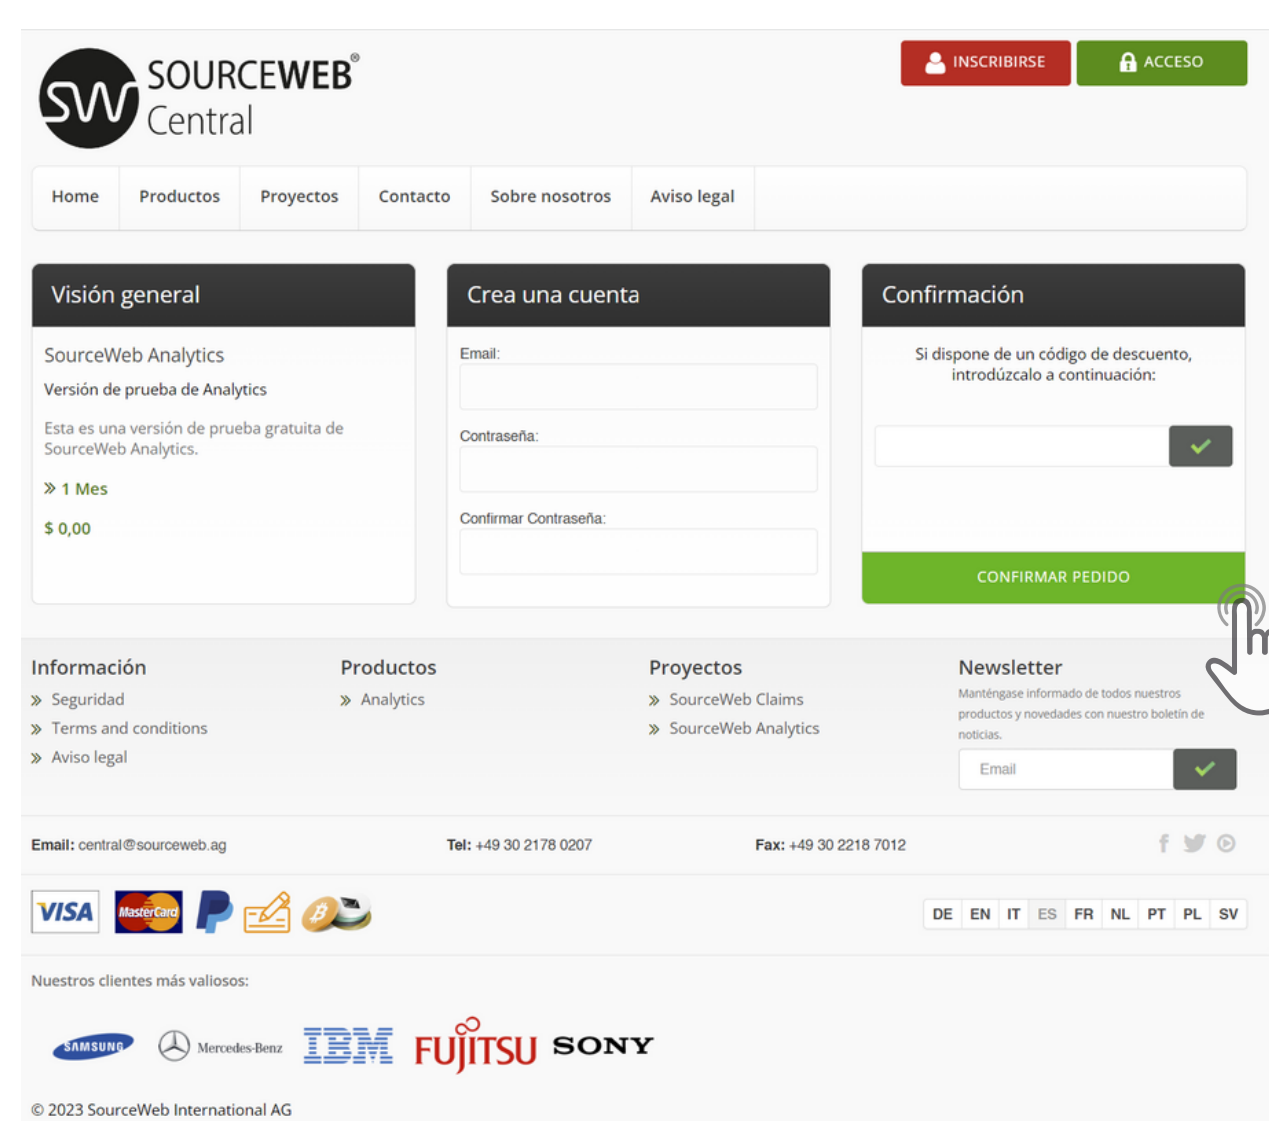 SW SOURCEWEB®
Central
INSCRIBIRSE
ACCESO
Home Productos Proyectos Contacto Sobre nosotros Aviso legal
Visión general
SourceWeb Analytics
Versión de prueba de Analytics
Esta es una versión de prueba gratuita de
SourceWeb Analytics.
» 1 Mes
$ 0,00
Crea una cuenta
Email:
Contraseña:
Confirmar Contraseña:
Confirmación
Si dispone de un código de descuento,
introdúzcalo a continuación:
CONFIRMAR PEDIDO
Información
» Seguridad
» Terms and conditions
» Aviso legal
Productos
» Analytics
Proyectos
» SourceWeb Claims
» SourceWeb Analytics
Newsletter
Manténgase informado de todos nuestros
productos y novedades con nuestro boletín de
noticias.
Email
Email: central@sourceweb.ag
Tel: +49 30 2178 0207
Fax: +49 30 2218 7012
VISA MasterCard
DE EN IT ES FR NL PT PL SV
Nuestros clientes más valiosos:
SAMSUNG Mercedes-Benz IBM FUJITSU SONY
© 2023 SourceWeb International AG